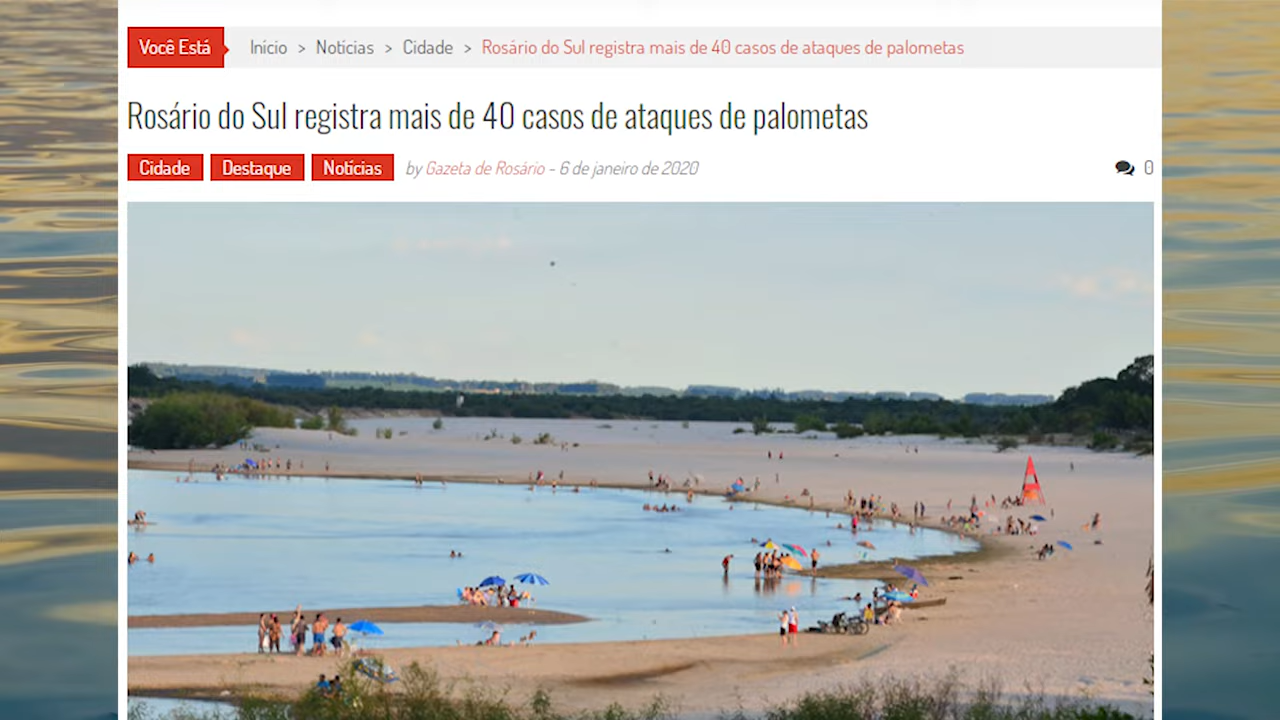 Você Está Início > Notícias > Cidade > Rosário do Sul registra mais de 40 casos de ataques de palometas
Rosário do Sul registra mais de 40 casos de ataques de palometas
Cidade Destaque Notícias by Gazeta de Rosário - 6 de janeiro de 2020 0